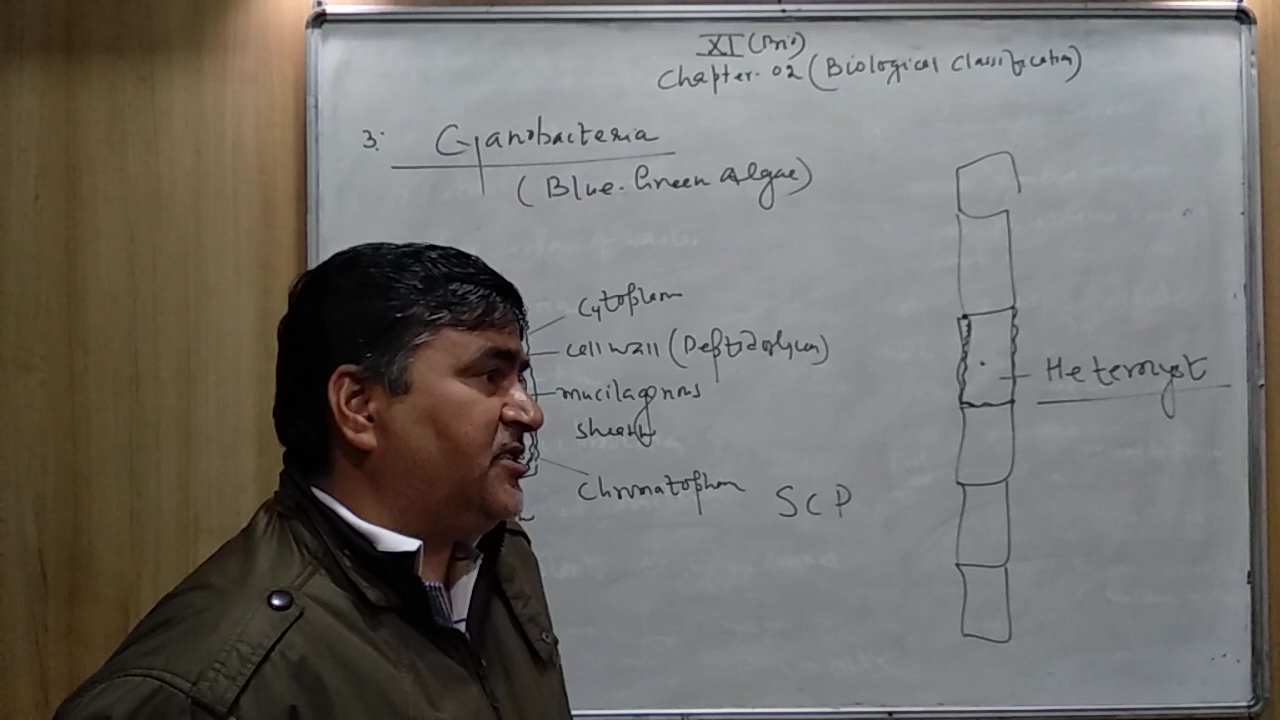 XI (Bio)
Chapter-02 (Biological Classification)
3: Cyanobacteria
(Blue-Green Algae)
Cytoplasm
cell wall (Peptidoglycan)
mucilagenous
sheath
Chromatophore
SCP
Heterocyst